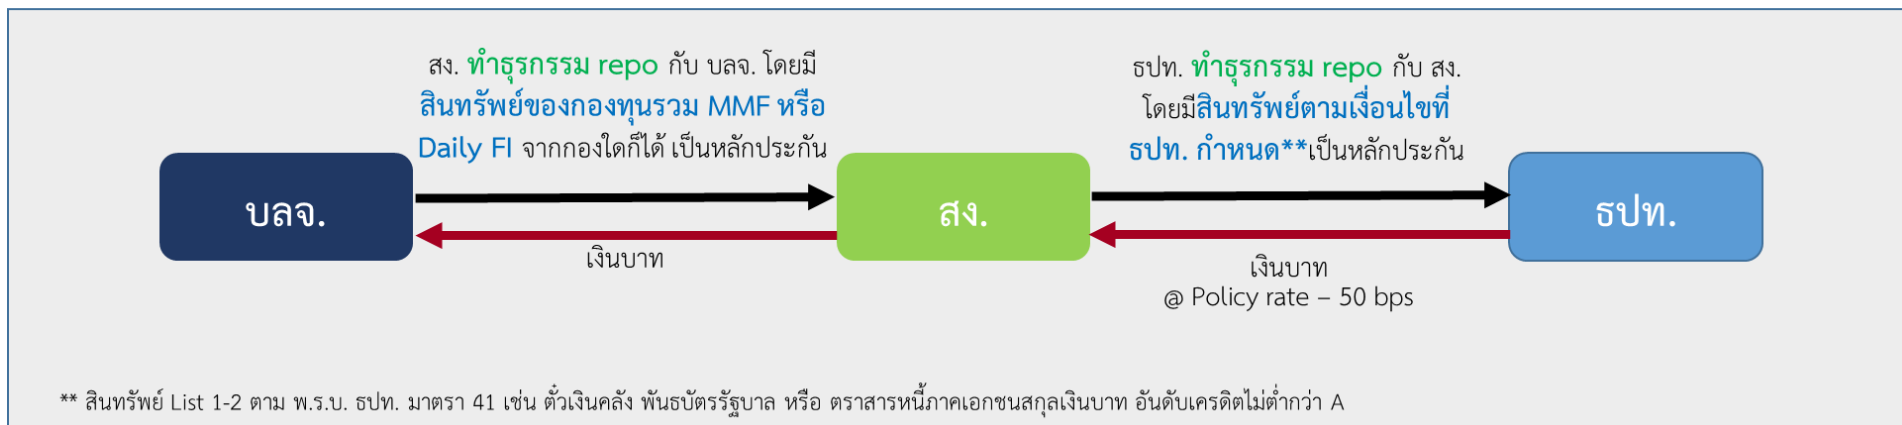 สง. ทำธุรกรรม repo กับ บลจ. โดยมี
สินทรัพย์ของกองทุนรวม MMF หรือ
Daily FI จากกองใดก็ได้ เป็นหลักประกัน
ธปท. ทำธุรกรรม repo กับ สง.
โดยมีสินทรัพย์ตามเงื่อนไขที่
ธปท. กำหนด**เป็นหลักประกัน
บลจ.
สง.
ธปท.
เงินบาท
เงินบาท
@ Policy rate – 50 bps
** สินทรัพย์ List 1-2 ตาม พ.ร.บ. ธปท. มาตรา 41 เช่น ตั๋วเงินคลัง พันธบัตรรัฐบาล หรือ ตราสารหนี้ภาคเอกชนสกุลเงินบาท อันดับเครดิตไม่ต่ำกว่า A